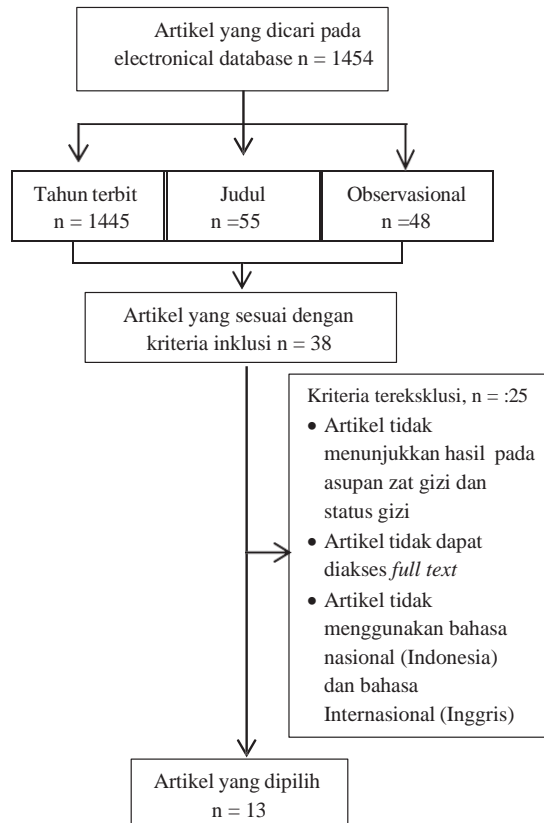 Artikel yang dicari pada
electronical database n = 1454
Tahun terbit
n = 1445
Judul
n =55
Observasional
n =48
Artikel yang sesuai dengan
kriteria inklusi n = 38
Kriteria tereksklusi, n = :25
• Artikel tidak
menunjukkan hasil pada
asupan zat gizi dan
status gizi
• Artikel tidak dapat
diakses full text
• Artikel tidak
menggunakan bahasa
nasional (Indonesia)
dan bahasa
Internasional (Inggris)
Artikel yang dipilih
n = 13